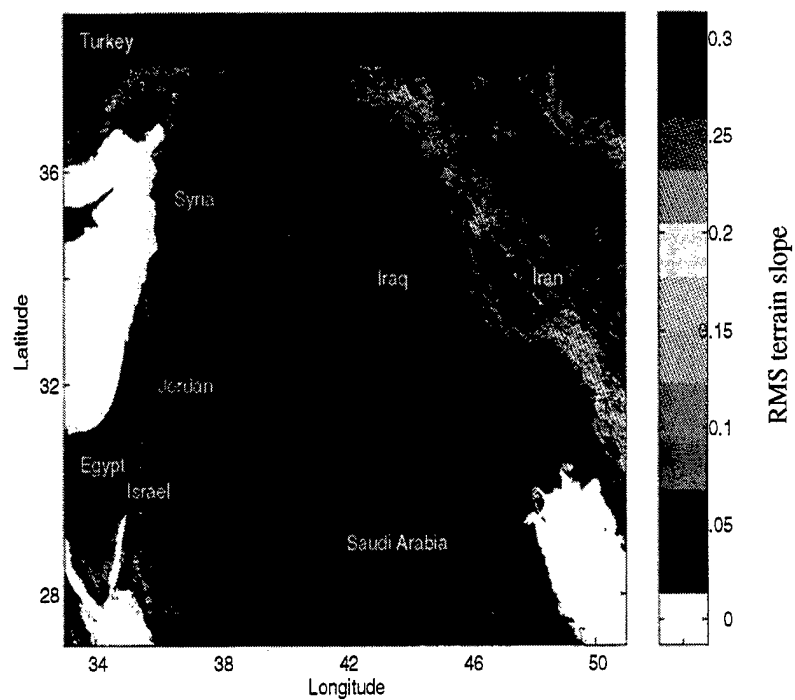 Turkey
Syria
Iraq
Iran
Jordan
Egypt
Israel
Saudi Arabia
36
32
28
Latitude
34
38
42
46
50
Longitude
0.3
.25
0.2
0.15
0.1
.05
0
RMS terrain slope